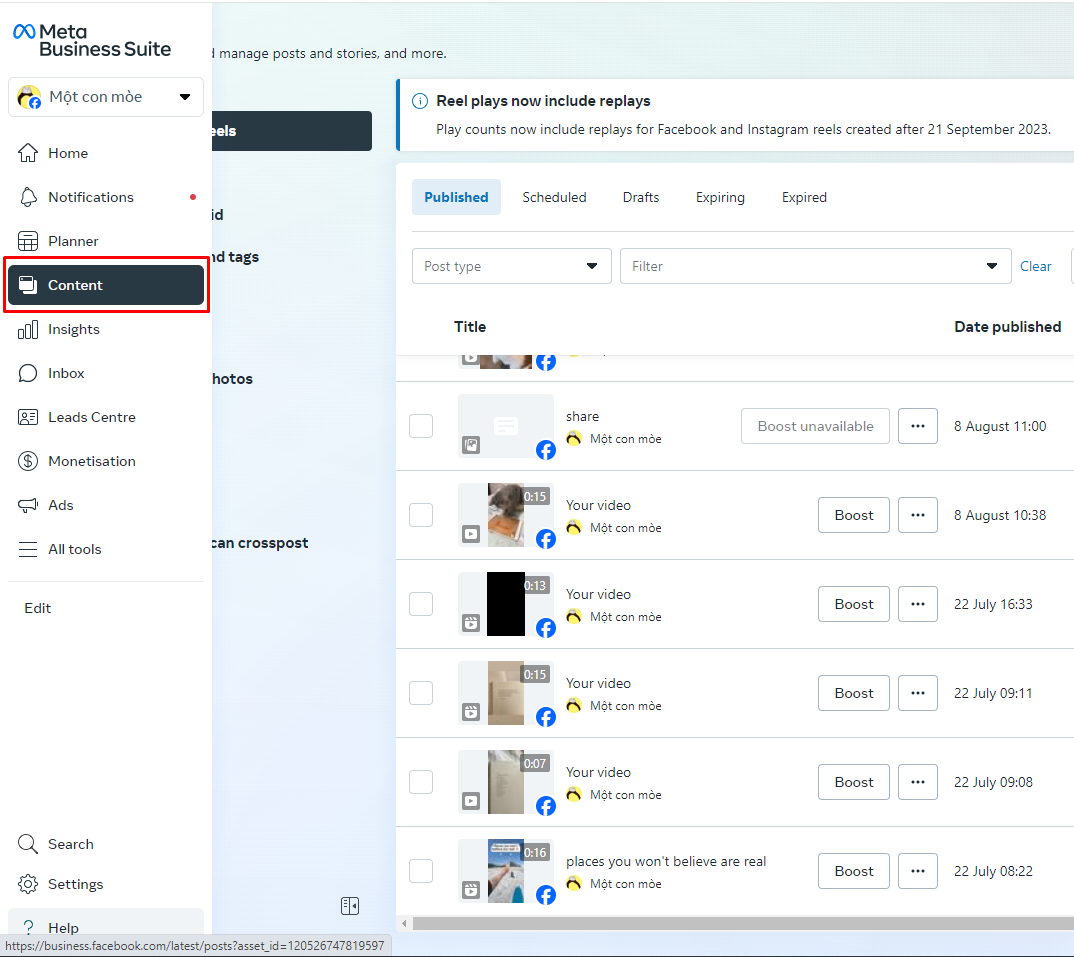 Meta
Business Suite
Một con mòe
Home
Notifications
Planner
Content
Insights
Inbox
Leads Centre
Monetisation
Ads
All tools
Edit
Search
Settings
Help
https://business.facebook.com/latest/posts?asset_id=120526747819597
manage posts and stories, and more.
eels
id
nd tags
hotos
can crosspost
Reel plays now include replays
Play counts now include replays for Facebook and Instagram reels created after 21 September 2023.
Published Scheduled Drafts Expiring Expired
Post type Filter Clear
Title Date published
share
Một con mòe
Boost unavailable ... 8 August 11:00
0:15
Your video
Một con mòe
Boost ... 8 August 10:38
0:13
Your video
Một con mòe
Boost ... 22 July 16:33
0:15
Your video
Một con mòe
Boost ... 22 July 09:11
0:07
Your video
Một con mòe
Boost ... 22 July 09:08
0:16
places you won't believe are real
Một con mòe
Boost ... 22 July 08:22